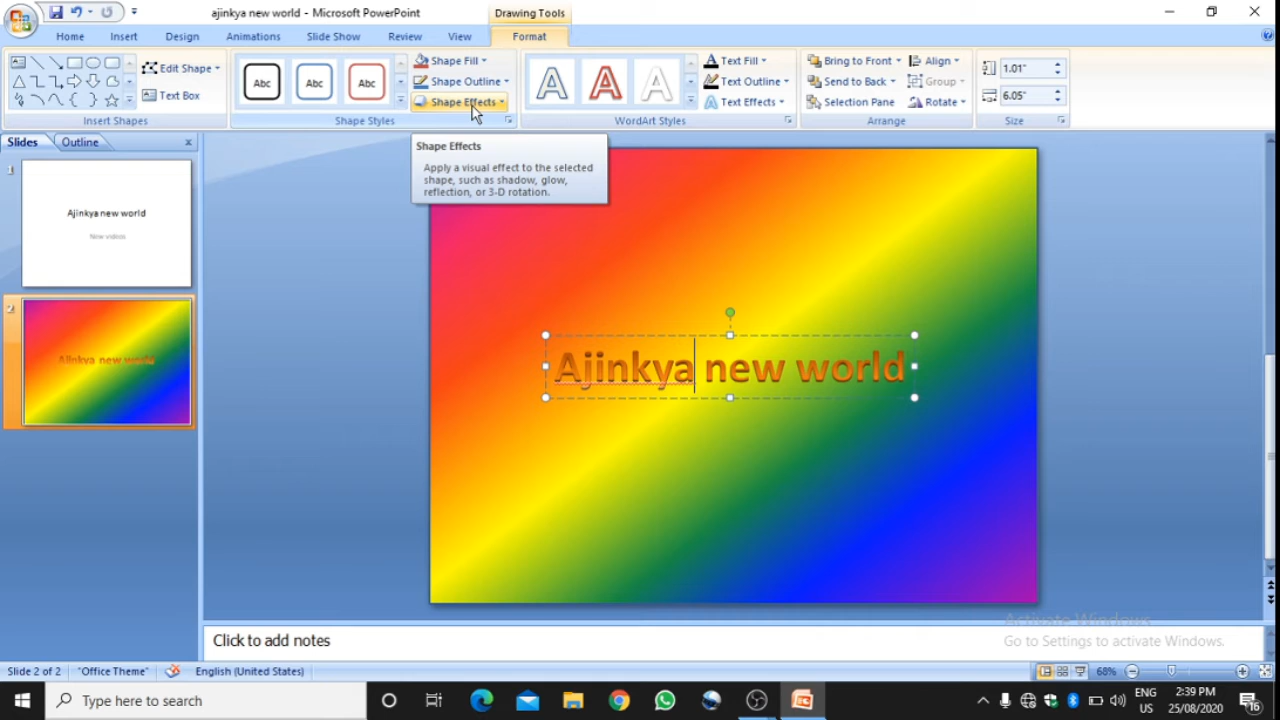 ajinkya new world - Microsoft PowerPoint
Drawing Tools
Home Insert Design Animations Slide Show Review View Format
Edit Shape
Text Box
Insert Shapes
Abc Abc Abc
Shape Fill
Shape Outline
Shape Effects
Shape Styles
A A A
Text Fill
Text Outline
Text Effects
WordArt Styles
Bring to Front
Send to Back
Selection Pane
Align
Group
Rotate
Arrange
1.01"
6.05"
Size
Slides Outline
Shape Effects
Apply a visual effect to the selected
shape, such as shadow, glow,
reflection, or 3-D rotation.
1
Ajinkya new world
New videos
2
Ajinkya new world
Ajinkya new world
Activate Windows
Go to Settings to activate Windows.
Click to add notes
Slide 2 of 2 "Office Theme" English (United States) 68%
Type here to search
ENG
US
2:39 PM
25/08/2020
16